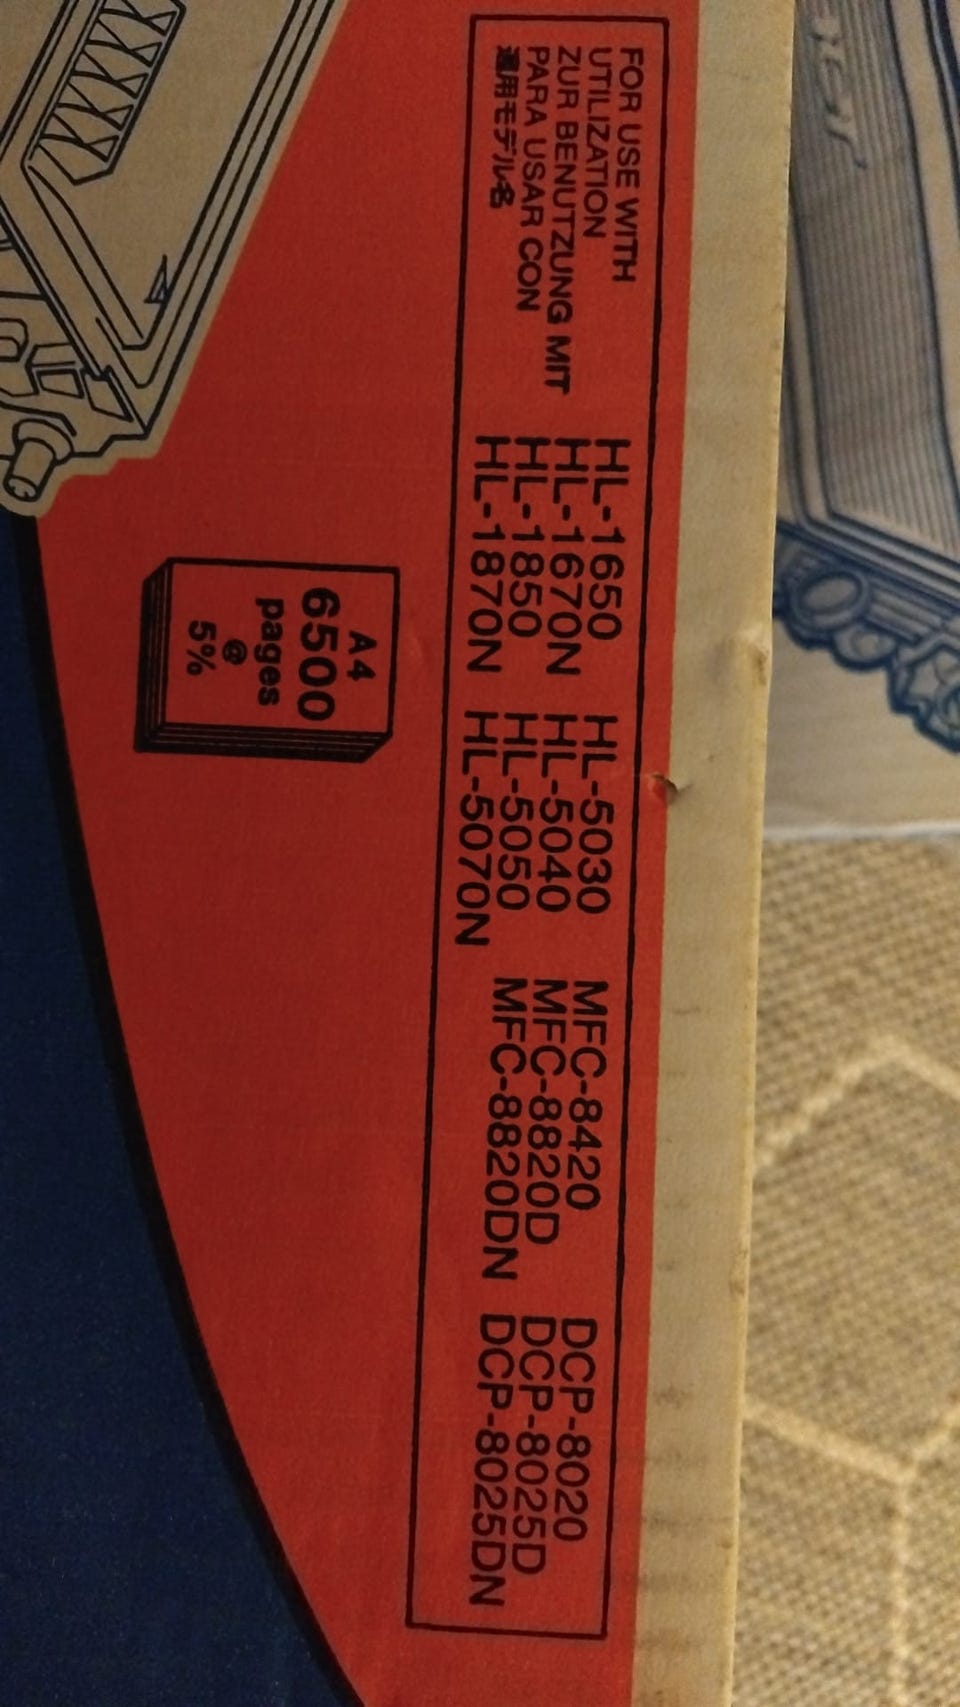 FOR USE WITH
UTILIZATION
ZUR BENUTZUNG MIT
PARA USAR CON
適用モデル名
HL-1650
HL-1670N
HL-1850
HL-1870N
HL-5030
HL-5040
HL-5050
HL-5070N
MFC-8420
MFC-8820D
MFC-8820DN
DCP-8020
DCP-8025D
DCP-8025DN
A4
6500
pages
@
5%